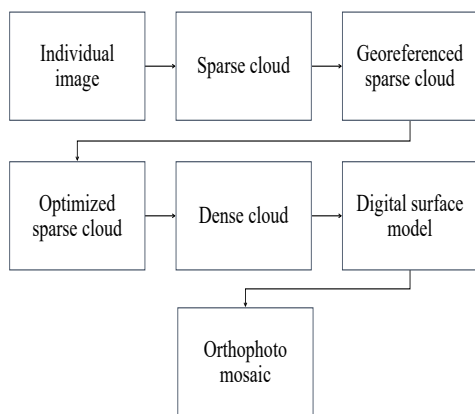 Individual
image
Sparse cloud
Georeferenced
sparse cloud
Optimized
sparse cloud
Dense cloud
Digital surface
model
Orthophoto
mosaic